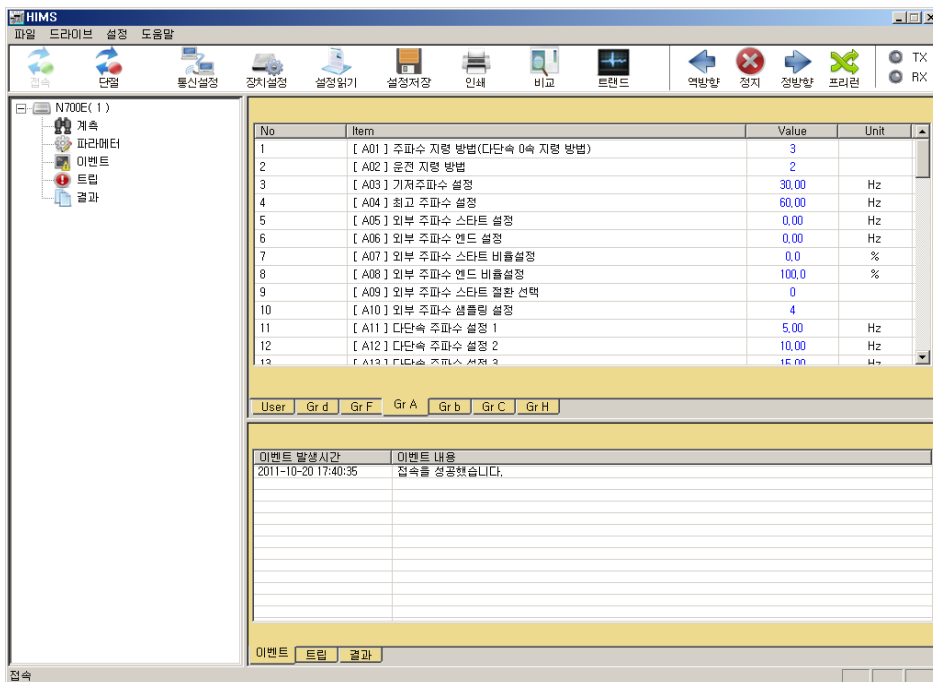 HIMS
파일 드라이브 설정 도움말
접속 단절 통신설정 장치설정 설정읽기 설정저장 인쇄 비교 트랜드 역방향 정지 정방향 프리런 TX
RX
N700E( 1 )
계측
파라메터
이벤트
트립
결과
No Item Value Unit
1 [ A01 ] 주파수 지령 방법(다단속 0속 지령 방법) 3
2 [ A02 ] 운전 지령 방법 2
3 [ A03 ] 기저주파수 설정 30,00 Hz
4 [ A04 ] 최고 주파수 설정 60,00 Hz
5 [ A05 ] 외부 주파수 스타트 설정 0,00 Hz
6 [ A06 ] 외부 주파수 엔드 설정 0,00 Hz
7 [ A07 ] 외부 주파수 스타트 비율설정 0,0 %
8 [ A08 ] 외부 주파수 엔드 비율설정 100,0 %
9 [ A09 ] 외부 주파수 스타트 절환 선택 0
10 [ A10 ] 외부 주파수 샘플링 설정 4
11 [ A11 ] 다단속 주파수 설정 1 5,00 Hz
12 [ A12 ] 다단속 주파수 설정 2 10,00 Hz
13 [ A13 ] 다단속 주파수 설정 3 15,00 Hz
User Gr d Gr F Gr A Gr b Gr C Gr H
이벤트 발생시간 이벤트 내용
2011-10-20 17:40:35 접속을 성공했습니다,
이벤트 트립 결과
접속